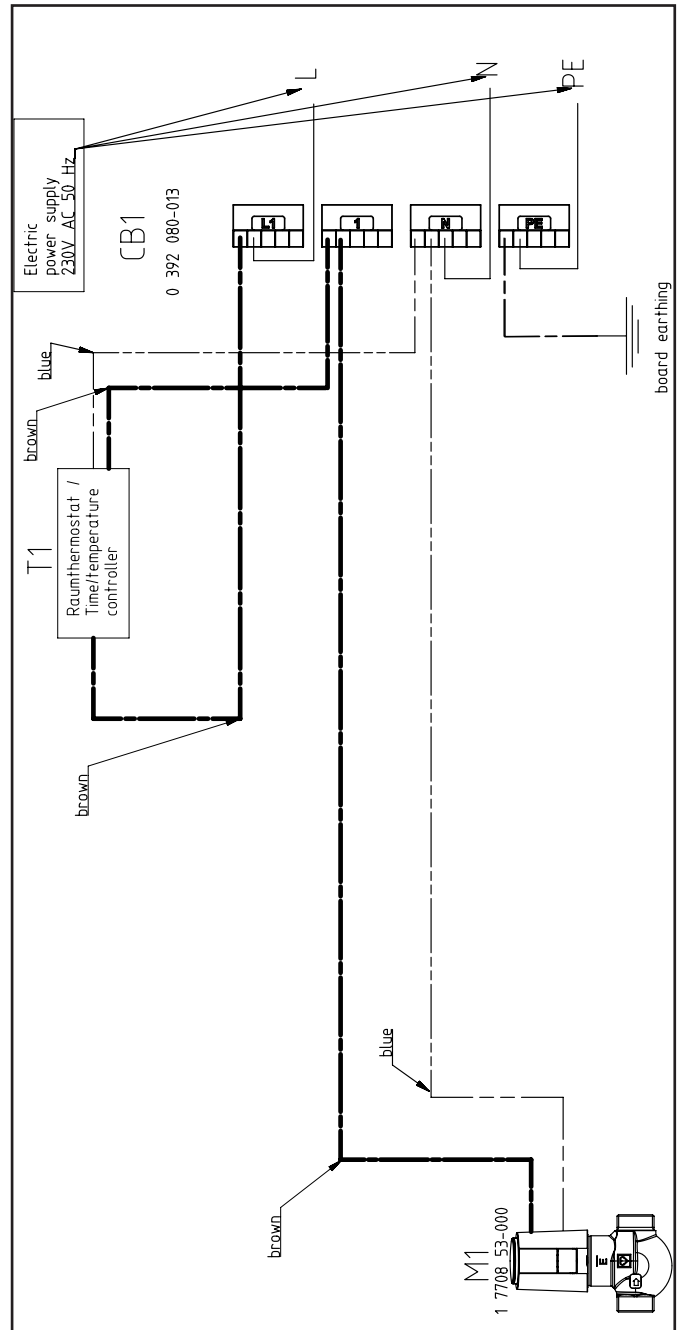 Electric
power supply
230V AC 50 Hz
L
N
PE
CB1
0 392 080-013
L1
1
N
PE
blue
brown
board earthing
T1
Raumthermostat /
Time/temperature
controller
brown
blue
brown
M1
1 7708 53-000
E